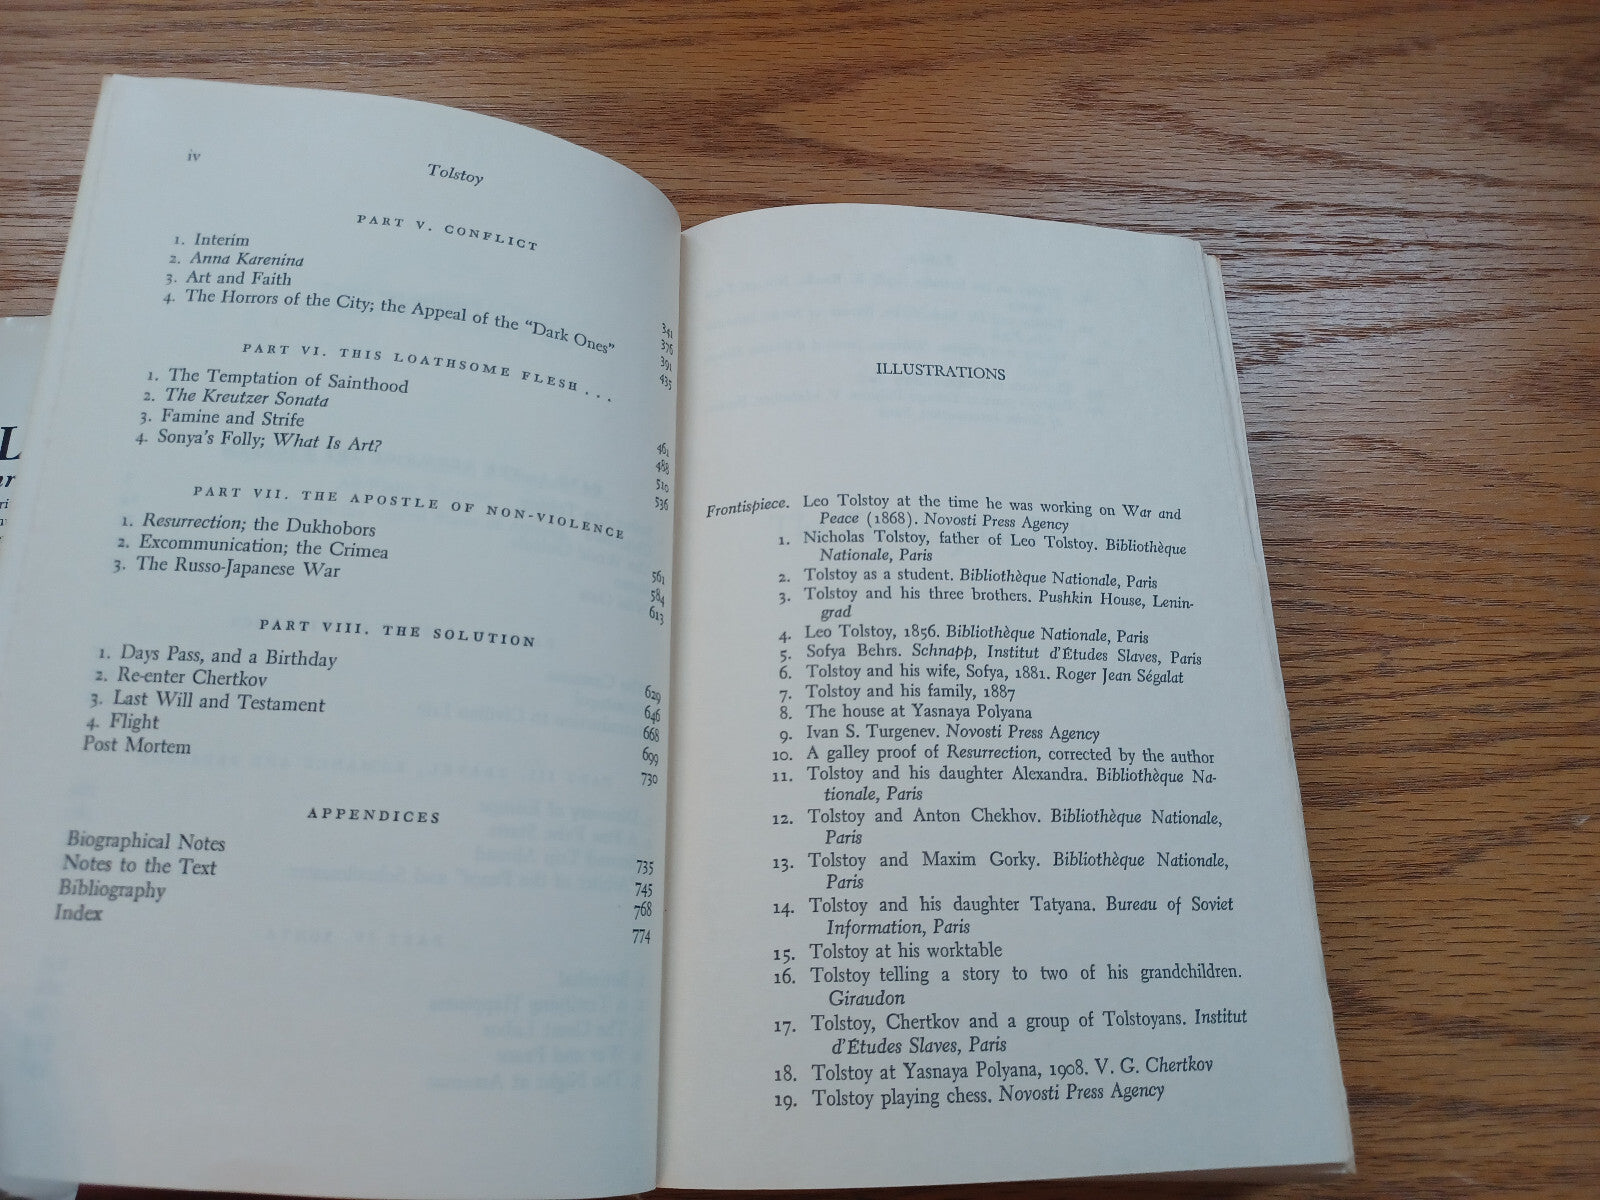 iv
Tolstoy
PART V. CONFLICT
1. Interim 341
2. Anna Karenina 376
3. Art and Faith 391
4. The Horrors of the City; the Appeal of the "Dark Ones" 435
PART VI. THIS LOATHSOME FLESH . . .
1. The Temptation of Sainthood 461
2. The Kreutzer Sonata 488
3. Famine and Strife 510
4. Sonya's Folly; What Is Art? 536
PART VII. THE APOSTLE OF NON-VIOLENCE
1. Resurrection; the Dukhobors 561
2. Excommunication; the Crimea 584
3. The Russo-Japanese War 613
PART VIII. THE SOLUTION
1. Days Pass, and a Birthday 629
2. Re-enter Chertkov 646
3. Last Will and Testament 668
4. Flight 699
Post Mortem 730
APPENDICES
Biographical Notes 735
Notes to the Text 745
Bibliography 768
Index 774
ILLUSTRATIONS
Frontispiece. Leo Tolstoy at the time he was working on War and
Peace (1868). Novosti Press Agency
1. Nicholas Tolstoy, father of Leo Tolstoy. Bibliothèque
Nationale, Paris
2. Tolstoy as a student. Bibliothèque Nationale, Paris
3. Tolstoy and his three brothers. Pushkin House, Lenin-
grad
4. Leo Tolstoy, 1856. Bibliothèque Nationale, Paris
5. Sofya Behrs. Schnapp, Institut d'Études Slaves, Paris
6. Tolstoy and his wife, Sofya, 1881. Roger Jean Ségalat
7. Tolstoy and his family, 1887
8. The house at Yasnaya Polyana
9. Ivan S. Turgenev. Novosti Press Agency
10. A galley proof of Resurrection, corrected by the author
11. Tolstoy and his daughter Alexandra. Bibliothèque Na-
tionale, Paris
12. Tolstoy and Anton Chekhov. Bibliothèque Nationale,
Paris
13. Tolstoy and Maxim Gorky. Bibliothèque Nationale,
Paris
14. Tolstoy and his daughter Tatyana. Bureau of Soviet
Information, Paris
15. Tolstoy at his worktable
16. Tolstoy telling a story to two of his grandchildren.
Giraudon
17. Tolstoy, Chertkov and a group of Tolstoyans. Institut
d'Études Slaves, Paris
18. Tolstoy at Yasnaya Polyana, 1908. V. G. Chertkov
19. Tolstoy playing chess. Novosti Press Agency